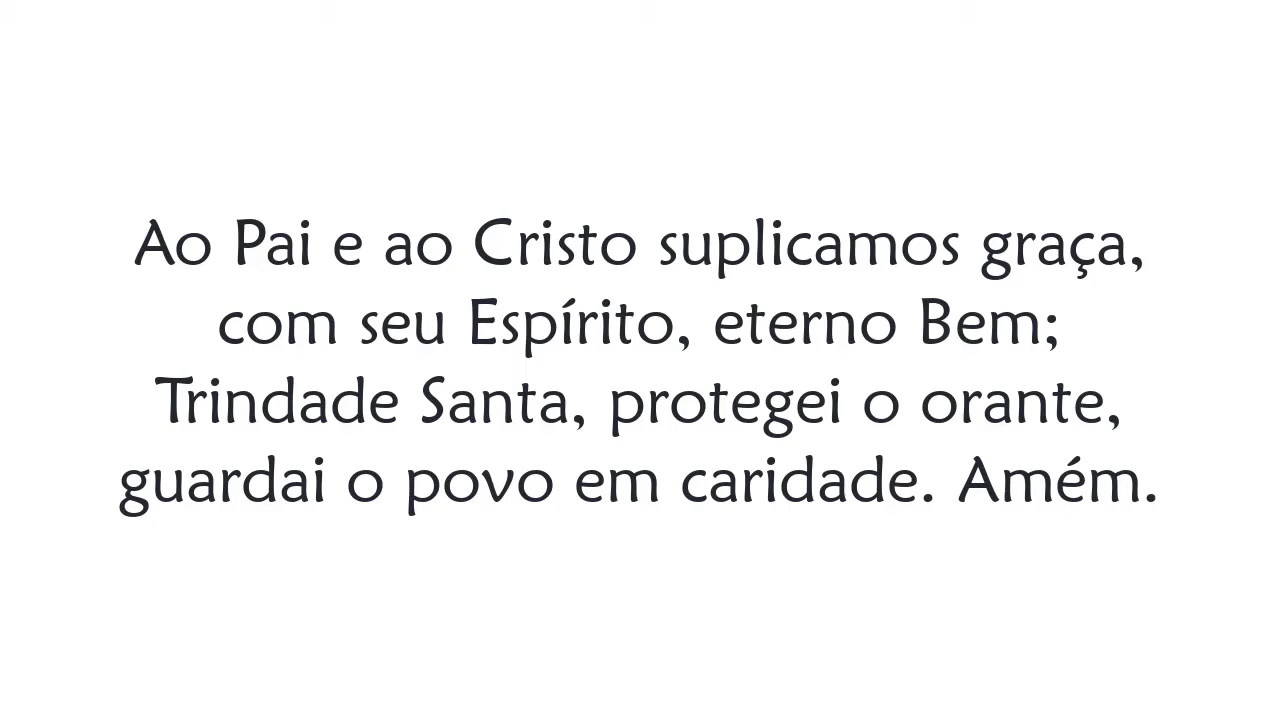 Ao Pai e ao Cristo suplicamos graça,
com seu Espírito, eterno Bem;
Trindade Santa, protegei o orante,
guardai o povo em caridade. Amém.